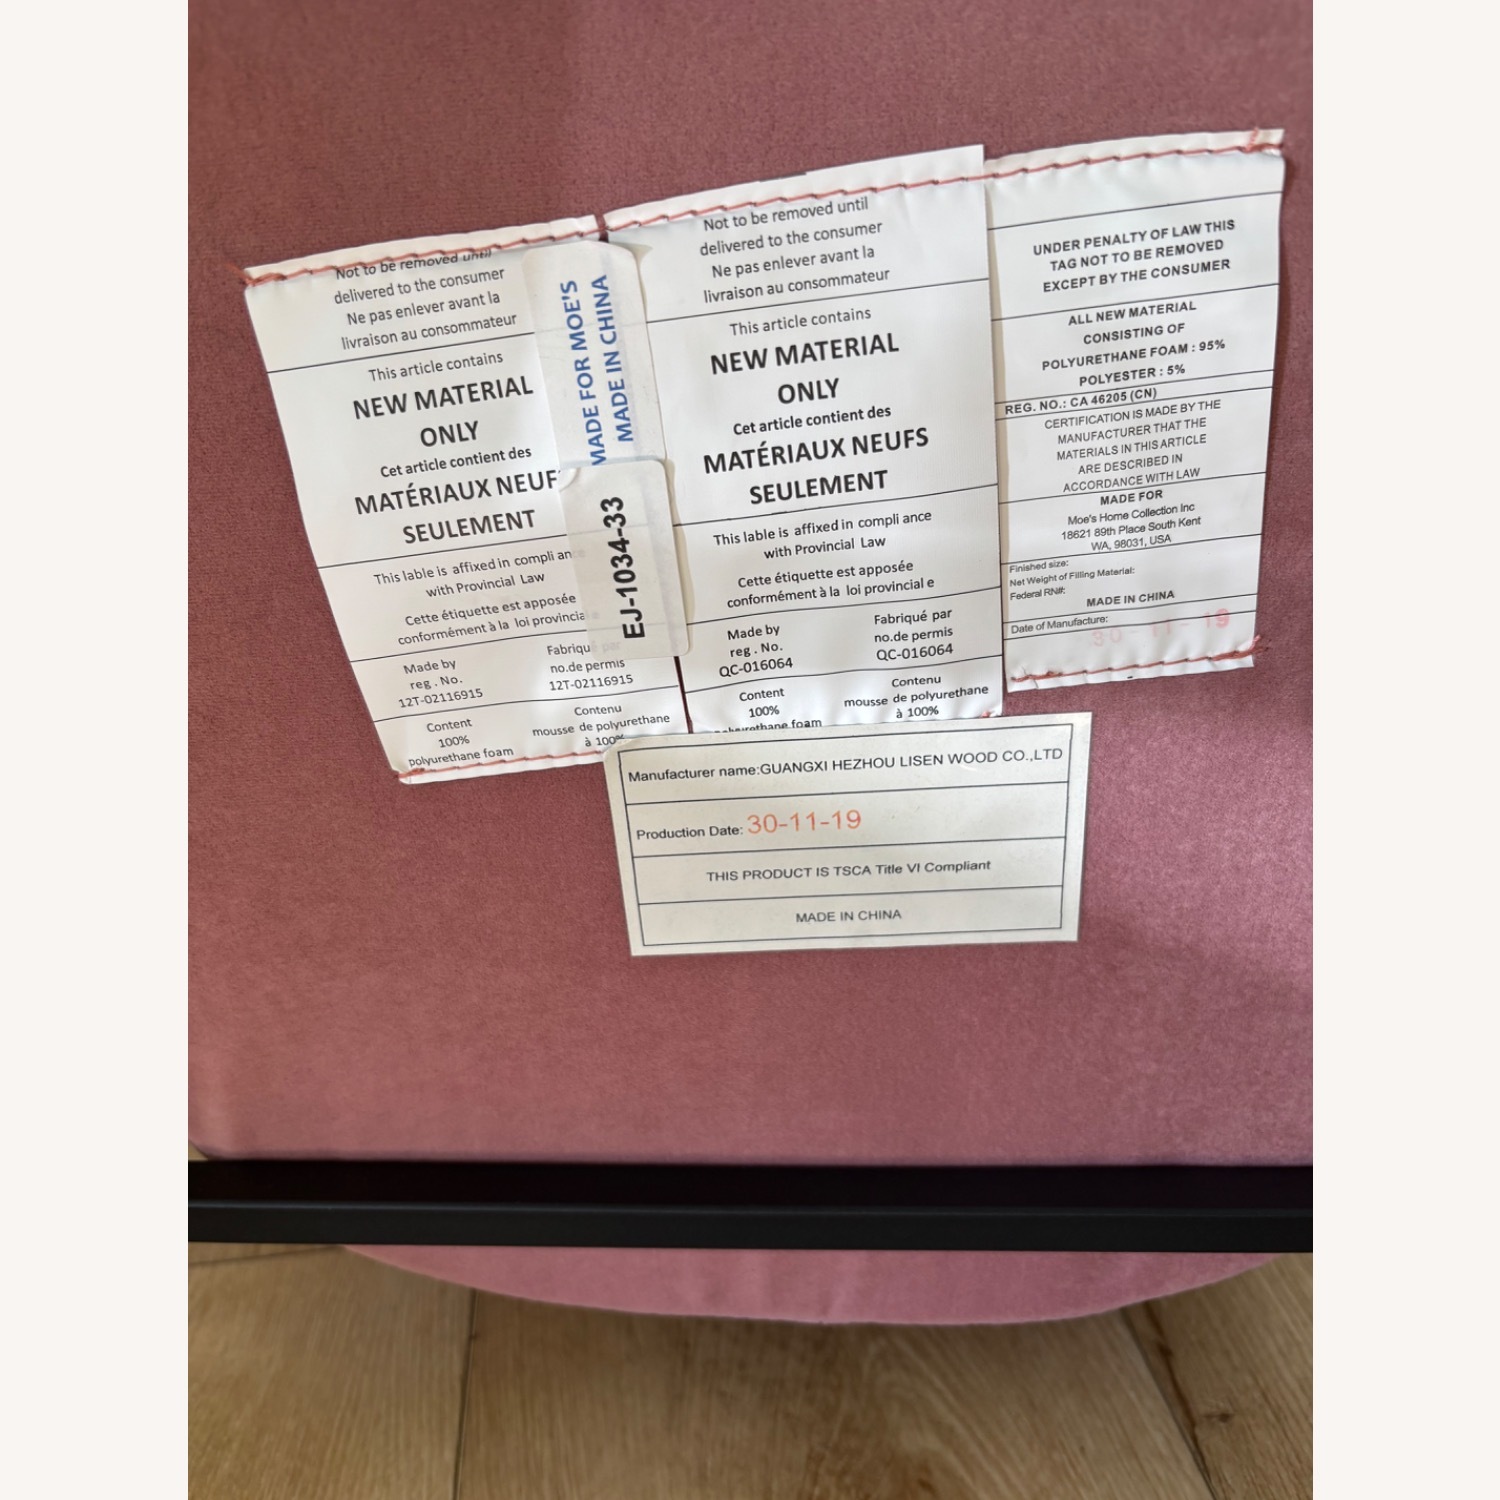 Not to be removed until
delivered to the consumer
Ne pas enlever avant la
livraison au consommateur
This article contains
NEW MATERIAL
ONLY
Cet article contient des
MATÉRIAUX NEUFS
SEULEMENT
This lable is affixed in compli an
with Provincial Law
Cette étiquette est apposée
conformément à la loi provincia
Made by
reg . No.
12T-02116915
Fabriqué par
no.de permis
12T-02116915
Content
100%
polyurethane foam
Contenu
mousse de polyurethane
à 100%
MADE FOR MOE'S
MADE IN CHINA
EJ-1034-33
Not to be removed until
delivered to the consumer
Ne pas enlever avant la
livraison au consommateur
This article contains
NEW MATERIAL
ONLY
Cet article contient des
MATÉRIAUX NEUFS
SEULEMENT
This lable is affixed in compli ance
with Provincial Law
Cette étiquette est apposée
conformément à la loi provincial e
Made by
reg . No.
QC-016064
Fabriqué par
no.de permis
QC-016064
Content
100%
polyurethane foam
Contenu
mousse de polyurethane
à 100%
UNDER PENALTY OF LAW THIS
TAG NOT TO BE REMOVED
EXCEPT BY THE CONSUMER
ALL NEW MATERIAL
CONSISTING OF
POLYURETHANE FOAM : 95%
POLYESTER : 5%
REG. NO.: CA 46205 (CN)
CERTIFICATION IS MADE BY THE
MANUFACTURER THAT THE
MATERIALS IN THIS ARTICLE
ARE DESCRIBED IN
ACCORDANCE WITH LAW
MADE FOR
Moe's Home Collection Inc
18621 89th Place South Kent
WA, 98031, USA
Finished size:
Net Weight of Filling Material:
Federal RN#:
MADE IN CHINA
Date of Manufacture:
30-11-19
Manufacturer name:GUANGXI HEZHOU LISEN WOOD CO.,LTD
Production Date: 30-11-19
THIS PRODUCT IS TSCA Title VI Compliant
MADE IN CHINA